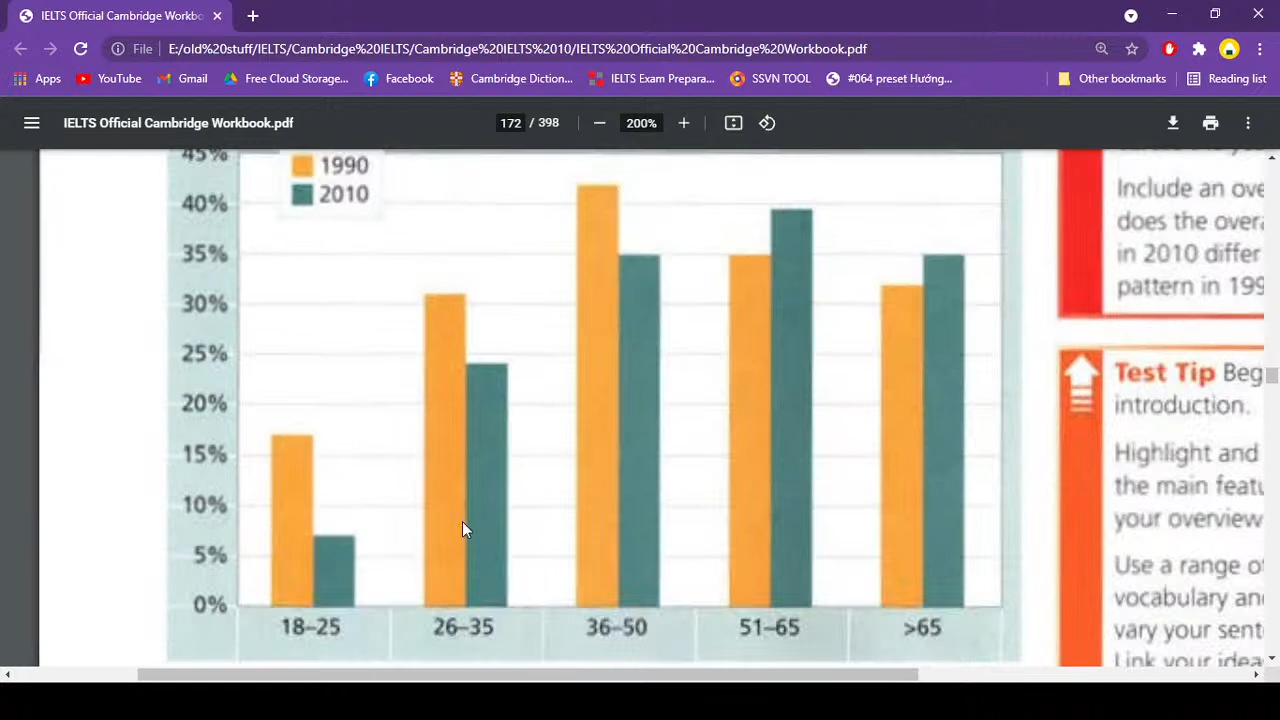 IELTS Official Cambridge Workbo
File E:/old%20stuff/IELTS/Cambridge%20IELTS/Cambridge%20IELTS%2010/IELTS%20Official%20Cambridge%20Workbook.pdf
Apps YouTube Gmail Free Cloud Storage... Facebook Cambridge Diction... IELTS Exam Prepara... SSVN TOOL #064 preset Hướng... Other bookmarks Reading list
IELTS Official Cambridge Workbook.pdf 172 / 398 200%
45%
40%
35%
30%
25%
20%
15%
10%
5%
0%
1990
2010
18–25 26–35 36–50 51–65 >65
Include an ove
does the overa
in 2010 differ
pattern in 199
Test Tip Beg
introduction.
Highlight and
the main featu
your overview
Use a range o
vocabulary and
vary your sent
Link your idea